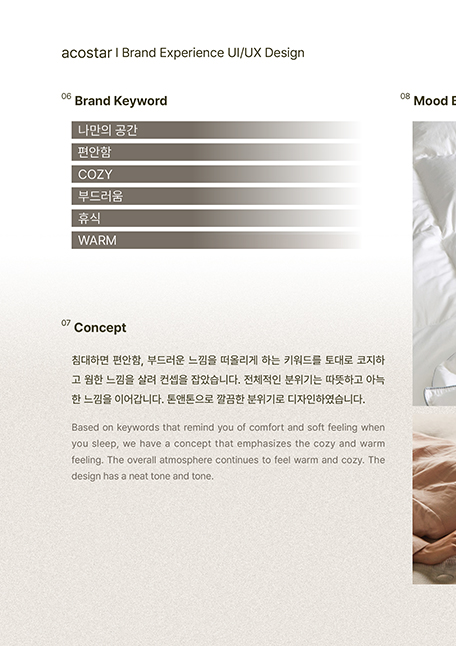 acostar | Brand Experience UI/UX Design
06 Brand Keyword
나만의 공간
편안함
COZY
부드러움
휴식
WARM
07 Concept
침대하면 편안함, 부드러운 느낌을 떠올리게 하는 키워드를 토대로 코지하
고 웜한 느낌을 살려 컨셉을 잡았습니다. 전체적인 분위기는 따뜻하고 아늑
한 느낌을 이어갑니다. 톤앤톤으로 깔끔한 분위기로 디자인하였습니다.
Based on keywords that remind you of comfort and soft feeling when
you sleep, we have a concept that emphasizes the cozy and warm
feeling. The overall atmosphere continues to feel warm and cozy. The
design has a neat tone and tone.
08 Mood